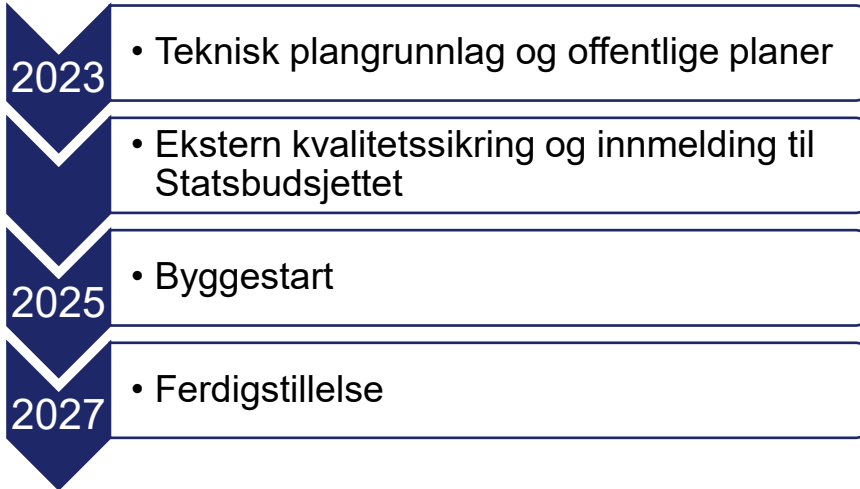 2023
• Teknisk plangrunnlag og offentlige planer
• Ekstern kvalitetssikring og innmelding til
Statsbudsjettet
2025
• Byggestart
2027
• Ferdigstillelse